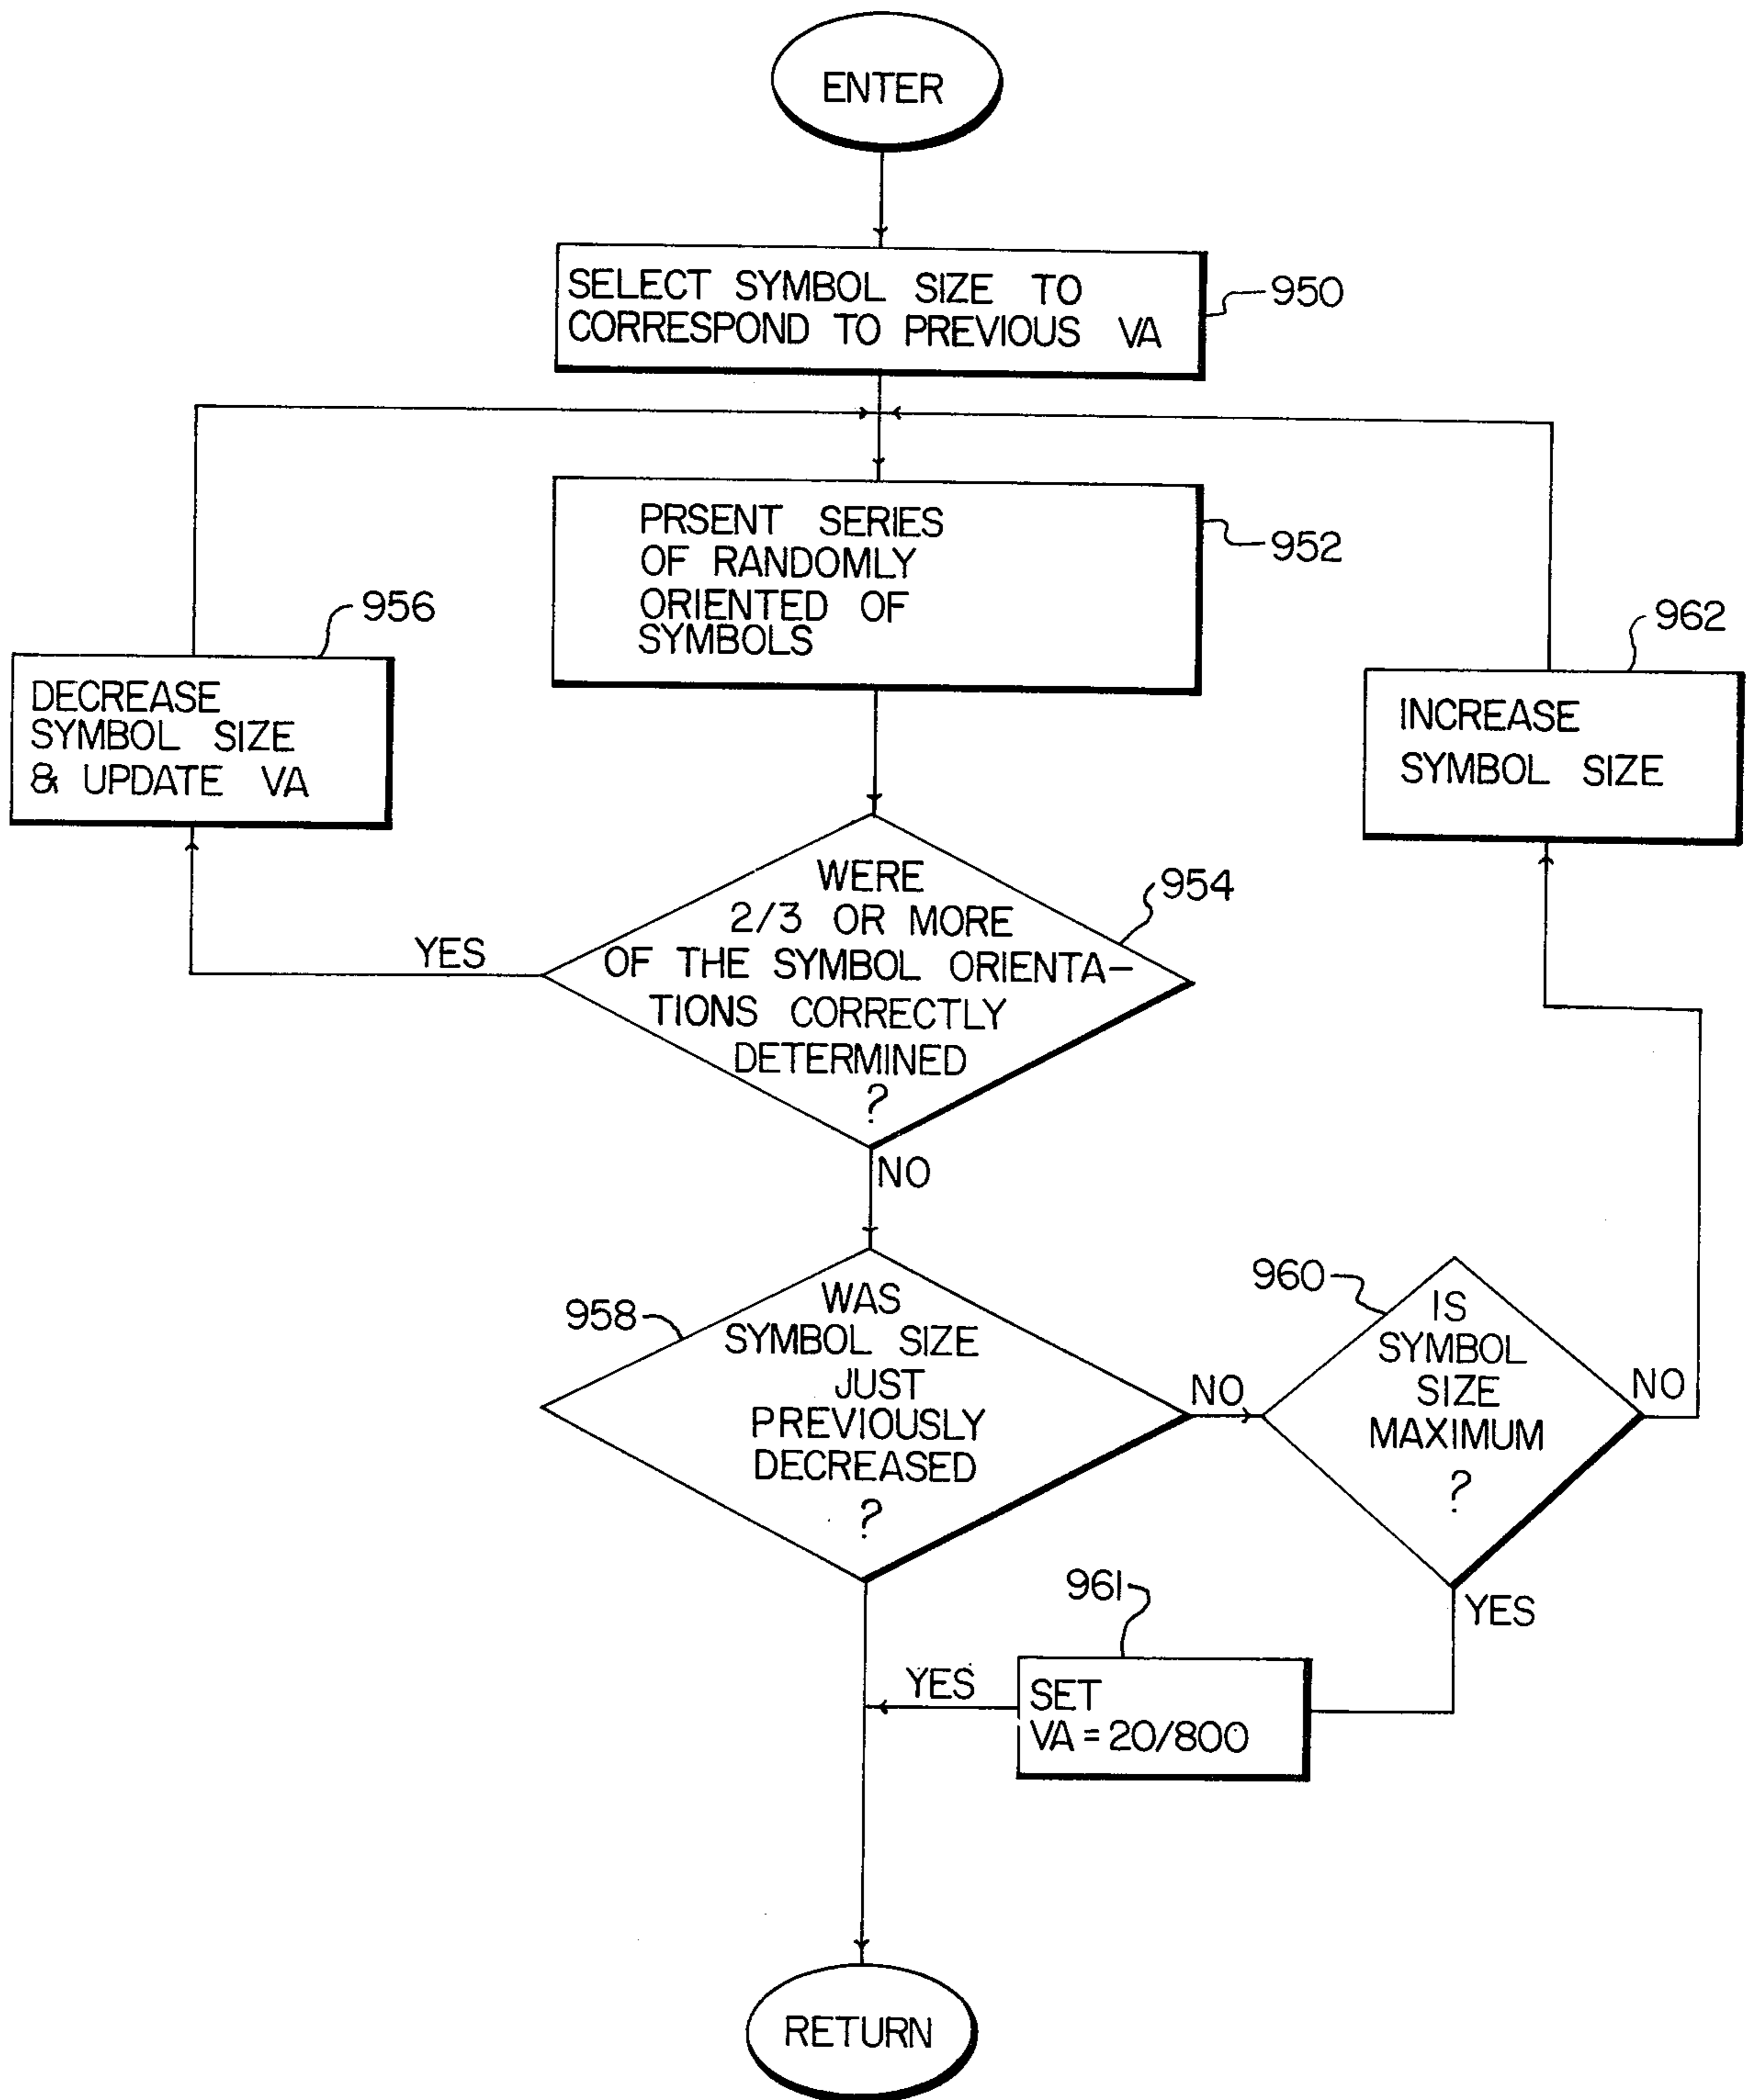 ENTER
SELECT SYMBOL SIZE TO
CORRESPOND TO PREVIOUS VA
950
PRSENT SERIES
OF RANDOMLY
ORIENTED OF
SYMBOLS
952
956
DECREASE
SYMBOL SIZE
& UPDATE VA
962
INCREASE
SYMBOL SIZE
WERE
2/3 OR MORE
OF THE SYMBOL ORIENTA-
TIONS CORRECTLY
DETERMINED
?
954
YES
NO
958
WAS
SYMBOL SIZE
JUST
PREVIOUSLY
DECREASED
?
NO
960
IS
SYMBOL
SIZE
MAXIMUM
?
NO
YES
961
SET
VA = 20/800
YES
RETURN